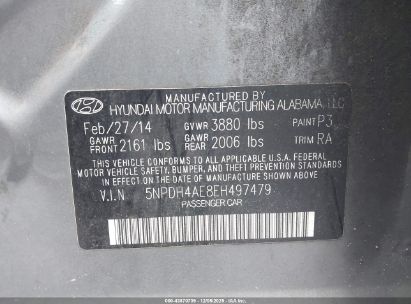 MANUFACTURED BY
HYUNDAI MOTOR MANUFACTURING ALABAMA, LLC
Feb/27/14 GVWR 3880 lbs PAINT P3
GAWR FRONT 2161 lbs GAWR REAR 2006 lbs TRIM RA
THIS VEHICLE CONFORMS TO ALL APPLICABLE U.S.A. FEDERAL
MOTOR VEHICLE SAFETY, BUMPER, AND THEFT PREVENTION STANDARDS
IN EFFECT ON THE DATE OF MANUFACTURE SHOWN ABOVE.
V.I.N 5NPDH4AE8EH497479
PASSENGER CAR